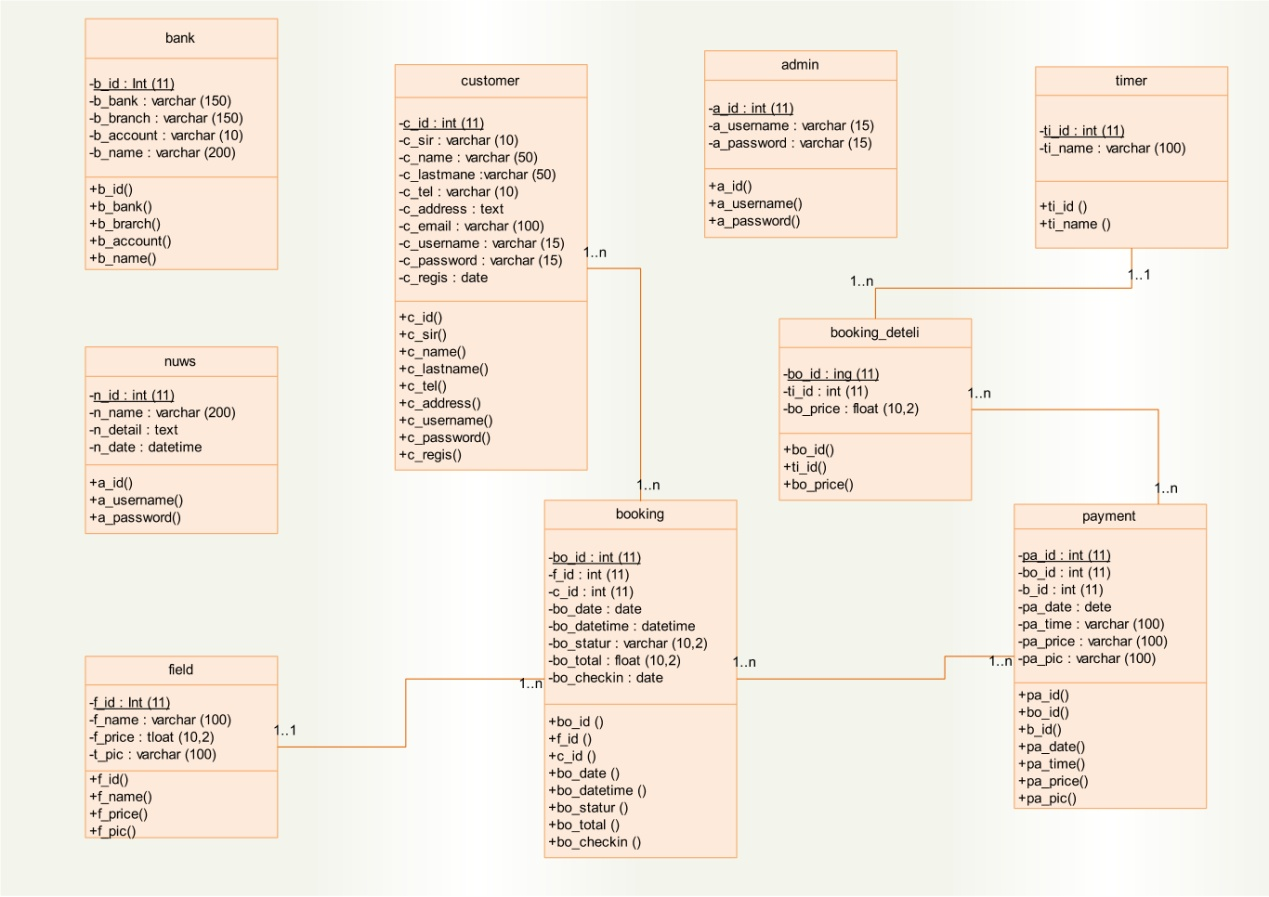 bank
-b_id : Int (11)
-b_bank : varchar (150)
-b_branch : varchar (150)
-b_account : varchar (10)
-b_name : varchar (200)
+b_id()
+b_bank()
+b_brarch()
+b_account()
+b_name()
customer
-c_id : int (11)
-c_sir : varchar (10)
-c_name : varchar (50)
-c_lastmane :varchar (50)
-c_tel : varchar (10)
-c_address : text
-c_email : varchar (100)
-c_username : varchar (15)
-c_password : varchar (15)
-c_regis : date
+c_id()
+c_sir()
+c_name()
+c_lastname()
+c_tel()
+c_address()
+c_username()
+c_password()
+c_regis()
1..n
1..n
admin
-a_id : int (11)
-a_username : varchar (15)
-a_password : varchar (15)
+a_id()
+a_username()
+a_password()
timer
-ti_id : int (11)
-ti_name : varchar (100)
+ti_id ()
+ti_name ()
1..1
1..n
booking_deteli
-bo_id : ing (11)
-ti_id : int (11)
-bo_price : float (10,2)
+bo_id()
+ti_id()
+bo_price()
1..n
1..n
nuws
-n_id : int (11)
-n_name : varchar (200)
-n_detail : text
-n_date : datetime
+a_id()
+a_username()
+a_password()
booking
-bo_id : int (11)
-f_id : int (11)
-c_id : int (11)
-bo_date : date
-bo_datetime : datetime
-bo_statur : varchar (10,2)
-bo_total : float (10,2)
-bo_checkin : date
+bo_id ()
+f_id ()
+c_id ()
+bo_date ()
+bo_datetime ()
+bo_statur ()
+bo_total ()
+bo_checkin ()
1..n
1..n
payment
-pa_id : int (11)
-bo_id : int (11)
-b_id : int (11)
-pa_date : dete
-pa_time : varchar (100)
-pa_price : varchar (100)
-pa_pic : varchar (100)
+pa_id()
+bo_id()
+b_id()
+pa_date()
+pa_time()
+pa_price()
+pa_pic()
field
-f_id : Int (11)
-f_name : varchar (100)
-f_price : tloat (10,2)
-t_pic : varchar (100)
+f_id()
+f_name()
+f_price()
+f_pic()
1..1
1..n